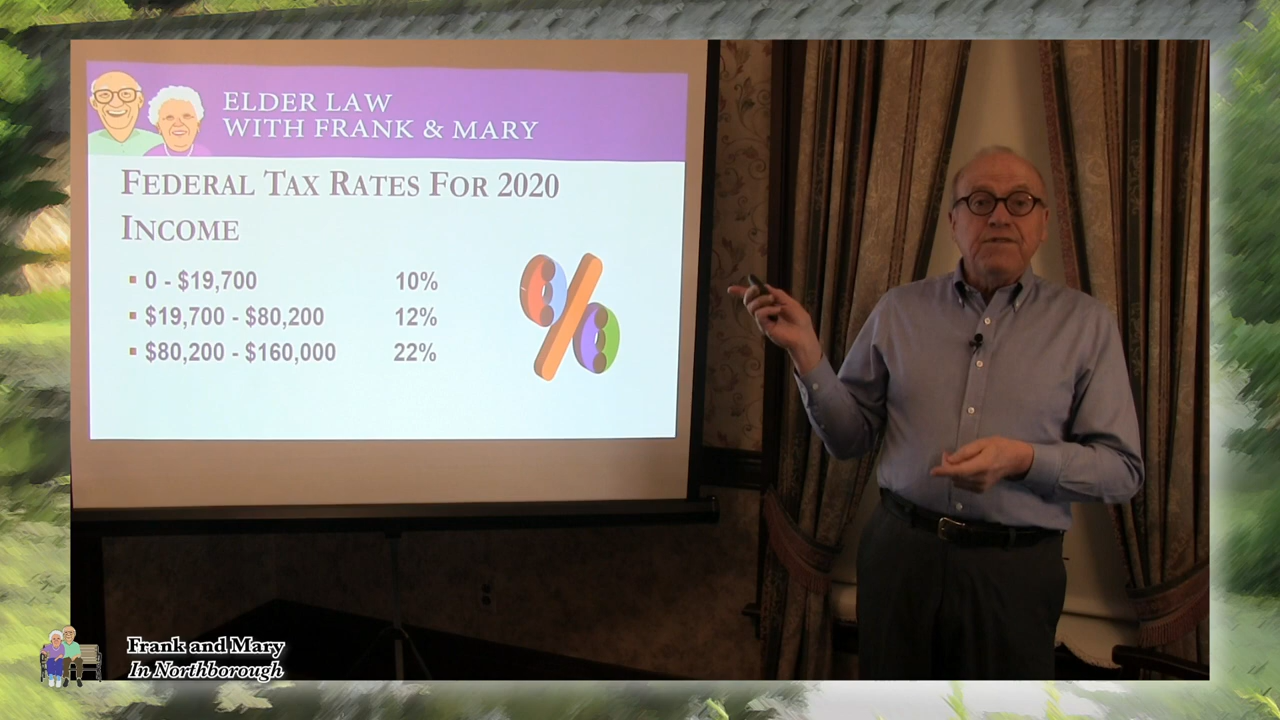 ELDER LAW
WITH FRANK & MARY
FEDERAL TAX RATES FOR 2020
INCOME
0 - $19,700 10%
$19,700 - $80,200 12%
$80,200 - $160,000 22%
%
Frank and Mary
In Northborough